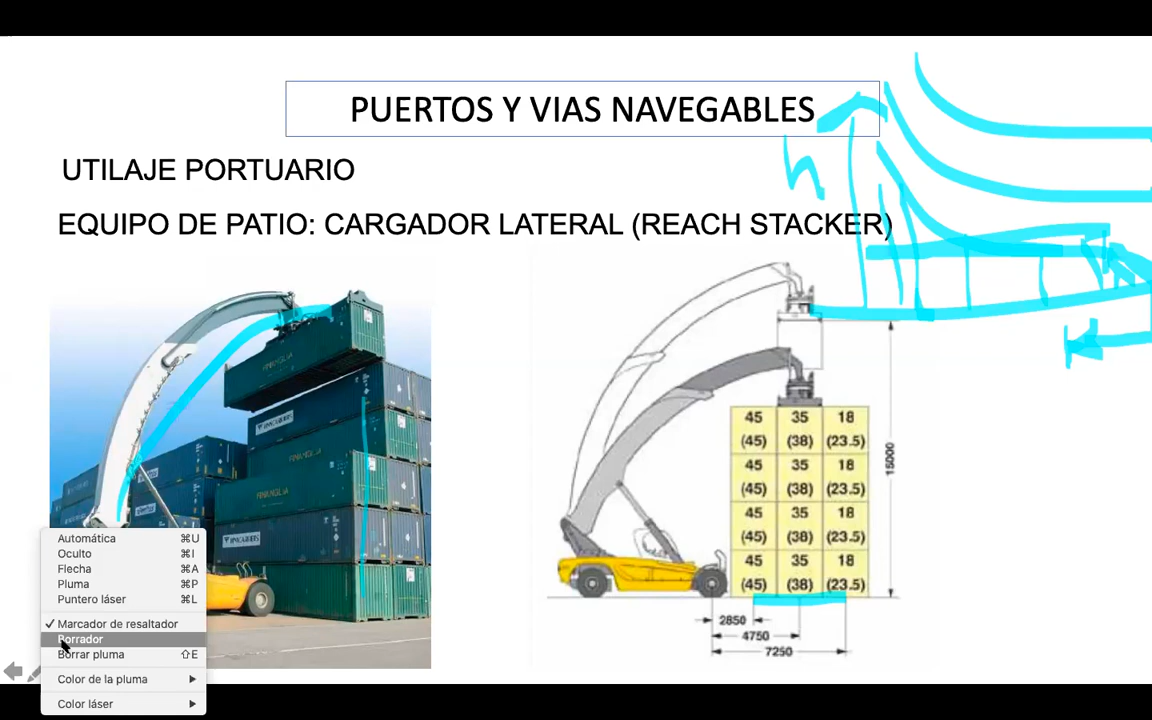 PUERTOS Y VIAS NAVEGABLES
UTILAJE PORTUARIO
EQUIPO DE PATIO: CARGADOR LATERAL (REACH STACKER)
45 35 18
(45) (38) (23.5)
45 35 18
(45) (38) (23.5)
45 35 18
(45) (38) (23.5)
45 35 18
(45) (38) (23.5)
15000
2850
4750
7250
Automática ⌘U
Oculto ⌘I
Flecha ⌘A
Pluma ⌘P
Puntero láser ⌘L
✓ Marcador de resaltador
Borrador
Borrar pluma ⇧E
Color de la pluma
Color láser